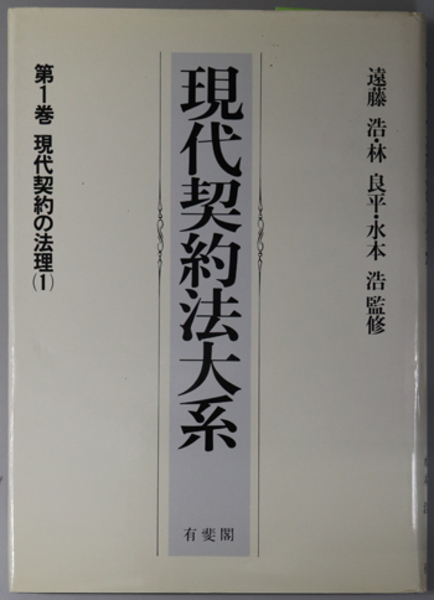 遠藤 浩・林 良平・水本 浩 監修
現代契約法大系
第1巻 現代契約の法理(1)
有斐閣